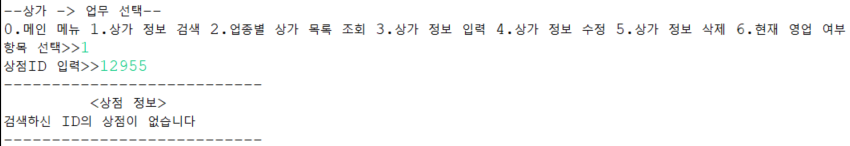 --상가 -> 업무 선택--
0.메인 메뉴 1.상가 정보 검색 2.업종별 상가 목록 조회 3.상가 정보 입력 4.상가 정보 수정 5.상가 정보 삭제 6.현재 영업 여부
항목 선택>>1
상점ID 입력>>12955
---------------------------
<상점 정보>
검색하신 ID의 상점이 없습니다
---------------------------